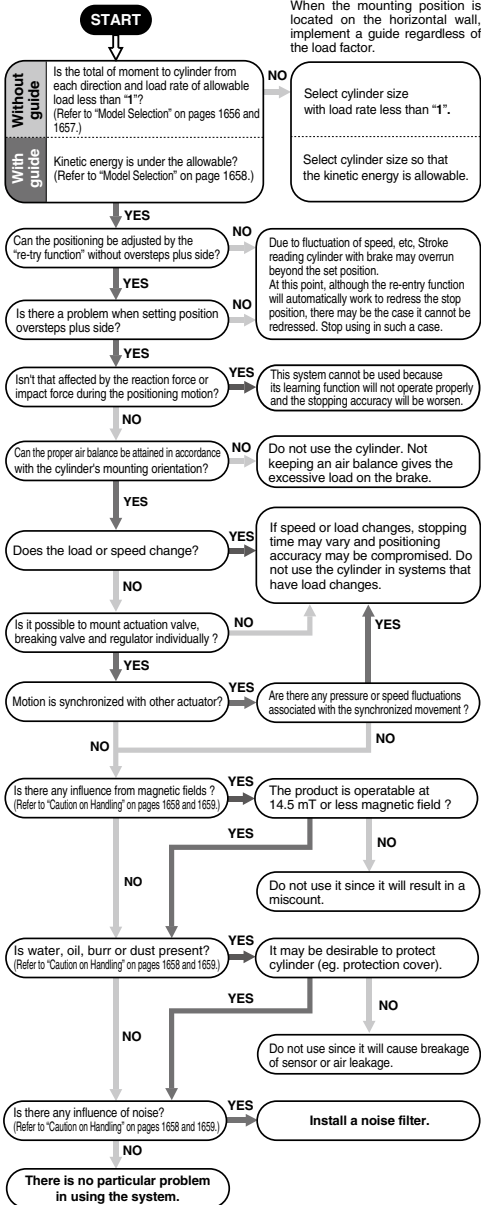 START
When the mounting position is
located on the horizontal wall,
implement a guide regardless of
the load factor.
Without
guide
Is the total of moment to cylinder from
each direction and load rate of allowable
load less than “1”?
(Refer to “Model Selection” on pages 1656 and
1657.)
NO
Select cylinder size
with load rate less than “1”.
With
guide
Kinetic energy is under the allowable?
(Refer to “Model Selection” on page 1658.)
Select cylinder size so that
the kinetic energy is allowable.
YES
Can the positioning be adjusted by the
“re-try function” without oversteps plus side?
NO
Due to fluctuation of speed, etc, Stroke
reading cylinder with brake may overrun
beyond the set position.
At this point, although the re-entry function
will automatically work to redress the stop
position, there may be the case it cannot be
redressed. Stop using in such a case.
YES
Is there a problem when setting position
oversteps plus side?
NO
YES
Isn't that affected by the reaction force or
impact force during the positioning motion?
YES
This system cannot be used because
its learning function will not operate properly
and the stopping accuracy will be worsen.
NO
Can the proper air balance be attained in accordance
with the cylinder's mounting orientation?
NO
Do not use the cylinder. Not
keeping an air balance gives the
excessive load on the brake.
YES
Does the load or speed change?
YES
If speed or load changes, stopping
time may vary and positioning
accuracy may be compromised. Do
not use the cylinder in systems that
have load changes.
NO
Is it possible to mount actuation valve,
breaking valve and regulator individually ?
NO
YES
YES
Motion is synchronized with other actuator?
YES
Are there any pressure or speed fluctuations
associated with the synchronized movement ?
NO
NO
Is there any influence from magnetic fields ?
(Refer to “Caution on Handling” on pages 1658 and 1659.)
YES
The product is operatable at
14.5 mT or less magnetic field ?
YES
NO
NO
Do not use it since it will result in a
miscount.
Is water, oil, burr or dust present?
(Refer to “Caution on Handling” on pages 1658 and 1659.)
YES
It may be desirable to protect
cylinder (eg. protection cover).
YES
NO
NO
Do not use since it will cause breakage
of sensor or air leakage.
Is there any influence of noise?
(Refer to “Caution on Handling” on pages 1658 and 1659.)
YES
Install a noise filter.
NO
There is no particular problem
in using the system.